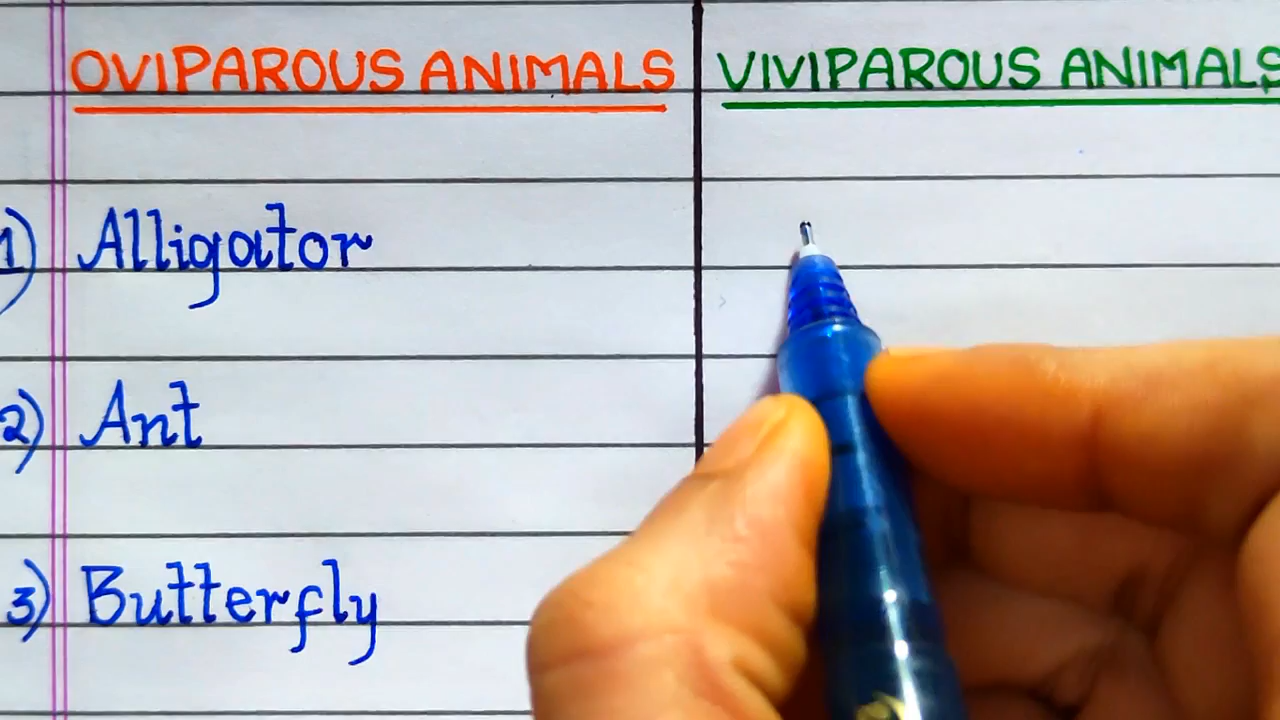 OVIPAROUS ANIMALS
VIVIPAROUS ANIMALS
1) Alligator
2) Ant
3) Butterfly